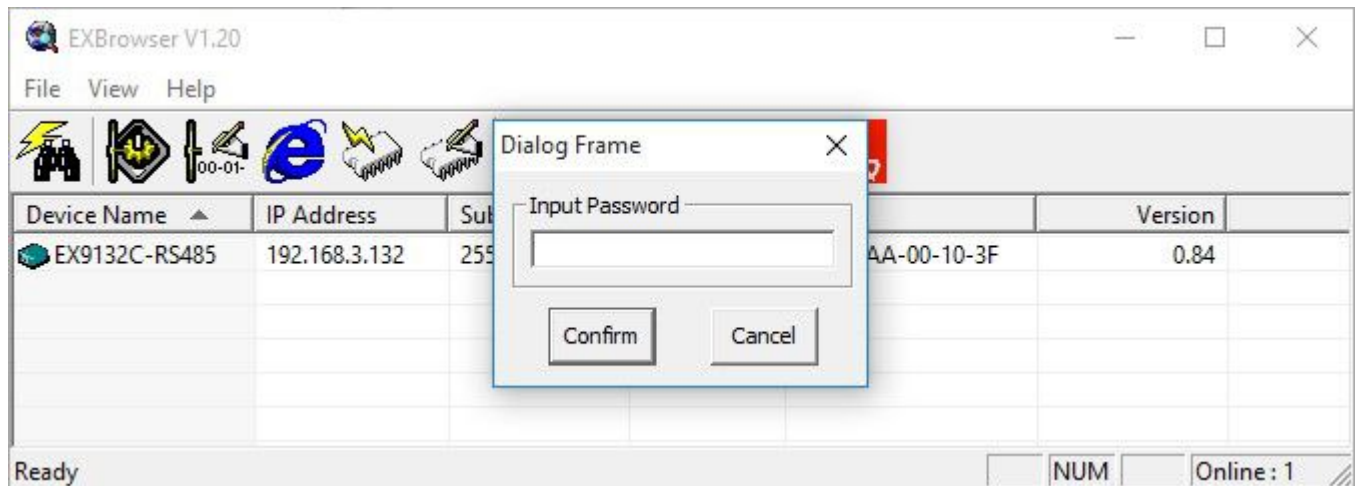 EXBrowser V1.20
File View Help
00-01-
Dialog Frame
Input Password
Confirm Cancel
Device Name IP Address Sub Version
EX9132C-RS485 192.168.3.132 255 AA-00-10-3F 0.84
Ready NUM Online : 1